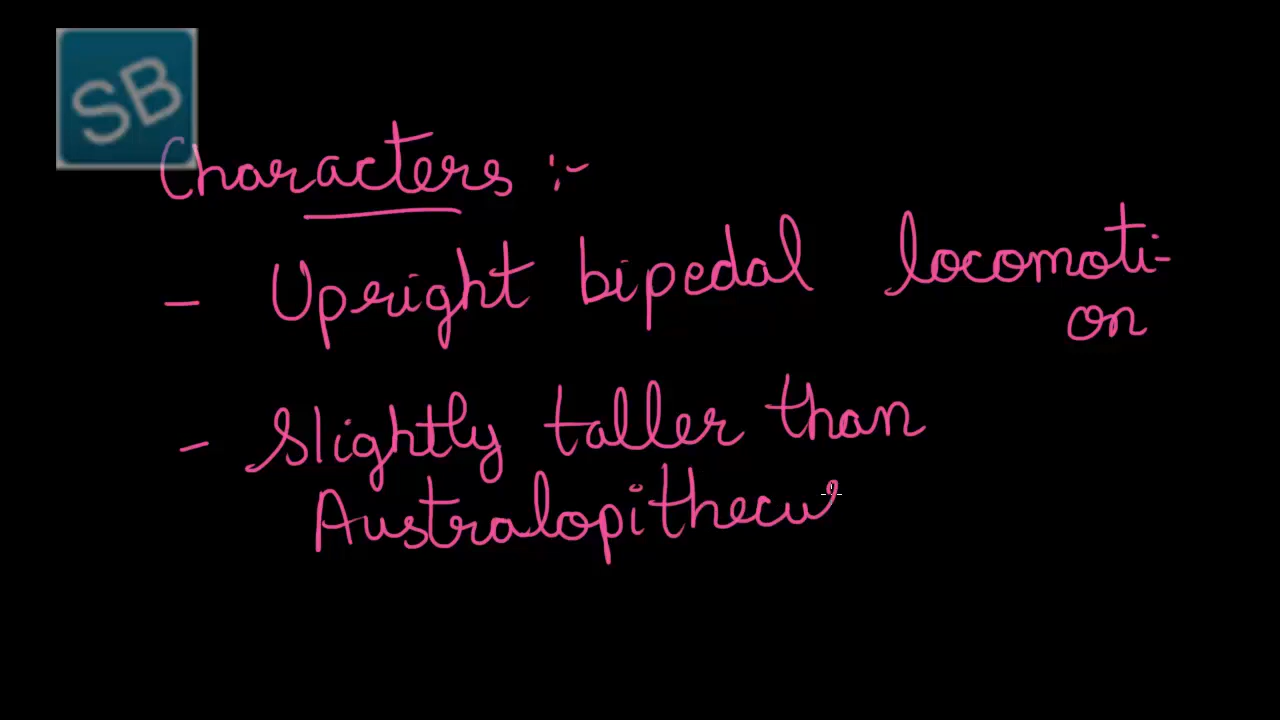 SB
Characters :-
- Upright bipedal locomoti-
on
- Slightly taller than
Australopithecu